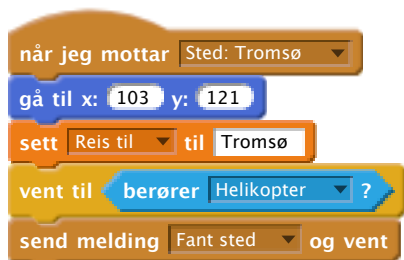 når jeg mottar Sted: Tromsø
gå til x: 103 y: 121
sett Reis til til Tromsø
vent til berører Helikopter ?
send melding Fant sted og vent